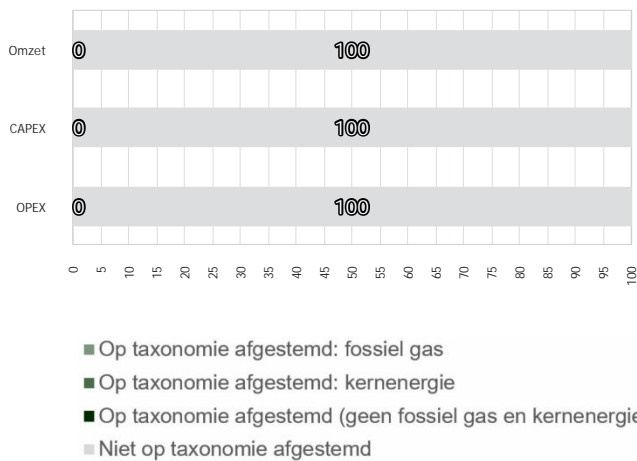 Omzet 0 100
CAPEX 0 100
OPEX 0 100
0 5 10 15 20 25 30 35 40 45 50 55 60 65 70 75 80 85 90 95 100
Op taxonomie afgestemd: fossiel gas
Op taxonomie afgestemd: kernenergie
Op taxonomie afgestemd (geen fossiel gas en kernenergie
Niet op taxonomie afgestemd